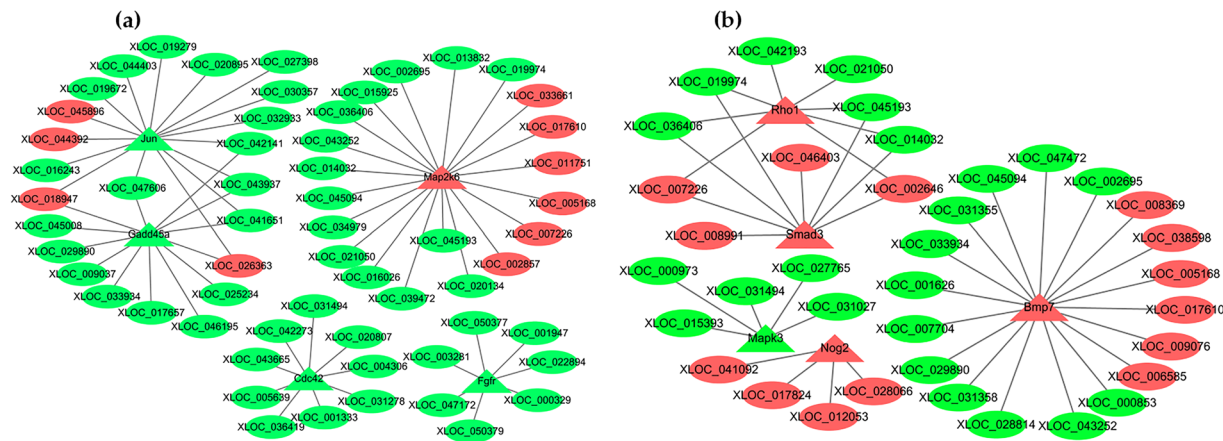 (a)
XLOC_019279
XLOC_044403
XLOC_020895
XLOC_027398
XLOC_019672
XLOC_030357
XLOC_045896
XLOC_032933
XLOC_044392
Jun
XLOC_042141
XLOC_016243
XLOC_043937
XLOC_018947
XLOC_047606
XLOC_041651
XLOC_045008
Gadd45a
XLOC_029890
XLOC_026363
XLOC_009037
XLOC_025234
XLOC_033934
XLOC_017657
XLOC_046195
XLOC_013832
XLOC_002695
XLOC_019974
XLOC_015925
XLOC_033661
XLOC_036406
XLOC_017610
XLOC_043252
XLOC_011751
XLOC_014032
Map2k6
XLOC_045094
XLOC_005168
XLOC_034979
XLOC_007226
XLOC_045193
XLOC_021050
XLOC_002857
XLOC_016026
XLOC_020134
XLOC_039472
XLOC_031494
XLOC_042273
XLOC_020807
XLOC_043665
XLOC_004306
Cdc42
XLOC_005639
XLOC_031278
XLOC_001333
XLOC_036419
XLOC_050377
XLOC_001947
XLOC_003281
XLOC_022894
Fgfr
XLOC_047172
XLOC_000329
XLOC_050379
(b)
XLOC_042193
XLOC_021050
XLOC_019974
XLOC_045193
Rho1
XLOC_036406
XLOC_014032
XLOC_046403
XLOC_007226
XLOC_002646
XLOC_008991
Smad3
XLOC_000973
XLOC_027765
XLOC_031494
XLOC_031027
XLOC_015393
Mapk3
Nog2
XLOC_041092
XLOC_017824
XLOC_028066
XLOC_012053
XLOC_047472
XLOC_045094
XLOC_002695
XLOC_031355
XLOC_008369
XLOC_033934
XLOC_038598
XLOC_005168
XLOC_001626
Bmp7
XLOC_017610
XLOC_007704
XLOC_009076
XLOC_029890
XLOC_006585
XLOC_031358
XLOC_000853
XLOC_028814
XLOC_043252